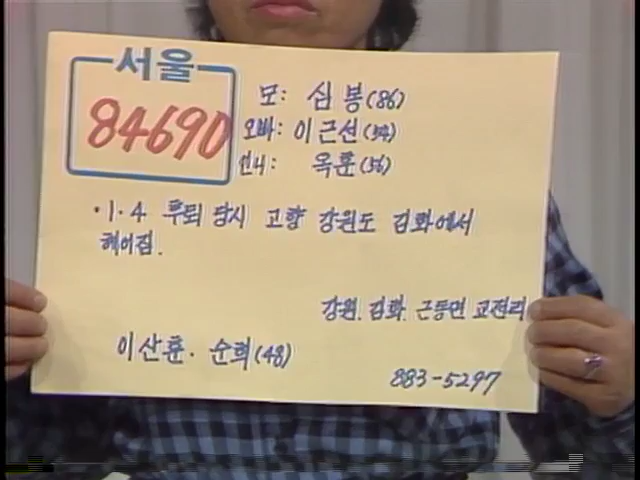 서울
84690
모: 심봉(86)
오빠: 이근선(54)
언니: 옥훈(56)
· 1·4 후퇴 당시 고향 강원도 김화에서
헤어짐.
강원. 김화. 근동면 교전리
이산훈. 순희(48)
883-5297